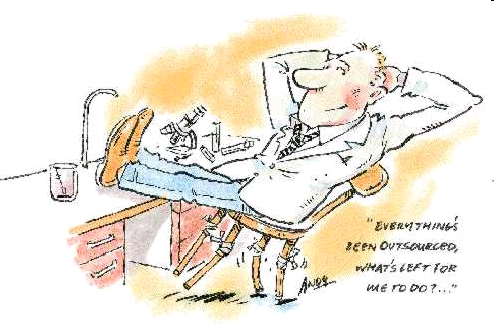 "EVERYTHING'S
BEEN OUTSOURCED,
WHAT'S LEFT FOR
ME TO DO?..."
ANDY